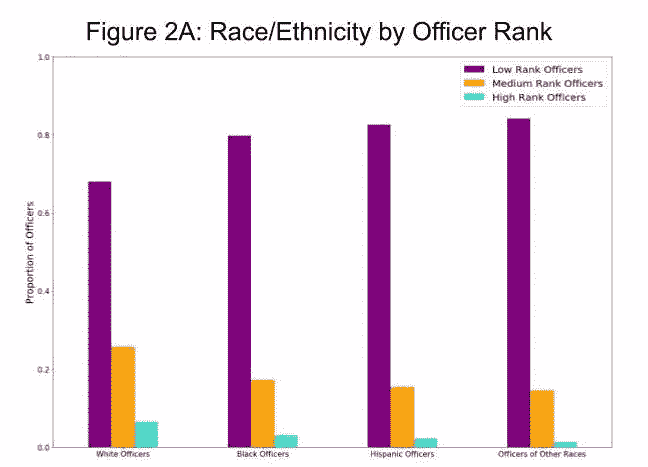 Figure 2A: Race/Ethnicity by Officer Rank
1.0
Low Rank Officers
Medium Rank Officers
High Rank Officers
0.8
0.6
0.4
0.2
0.0
Proportion of Officers
White Officers
Black Officers
Hispanic Officers
Officers of Other Races